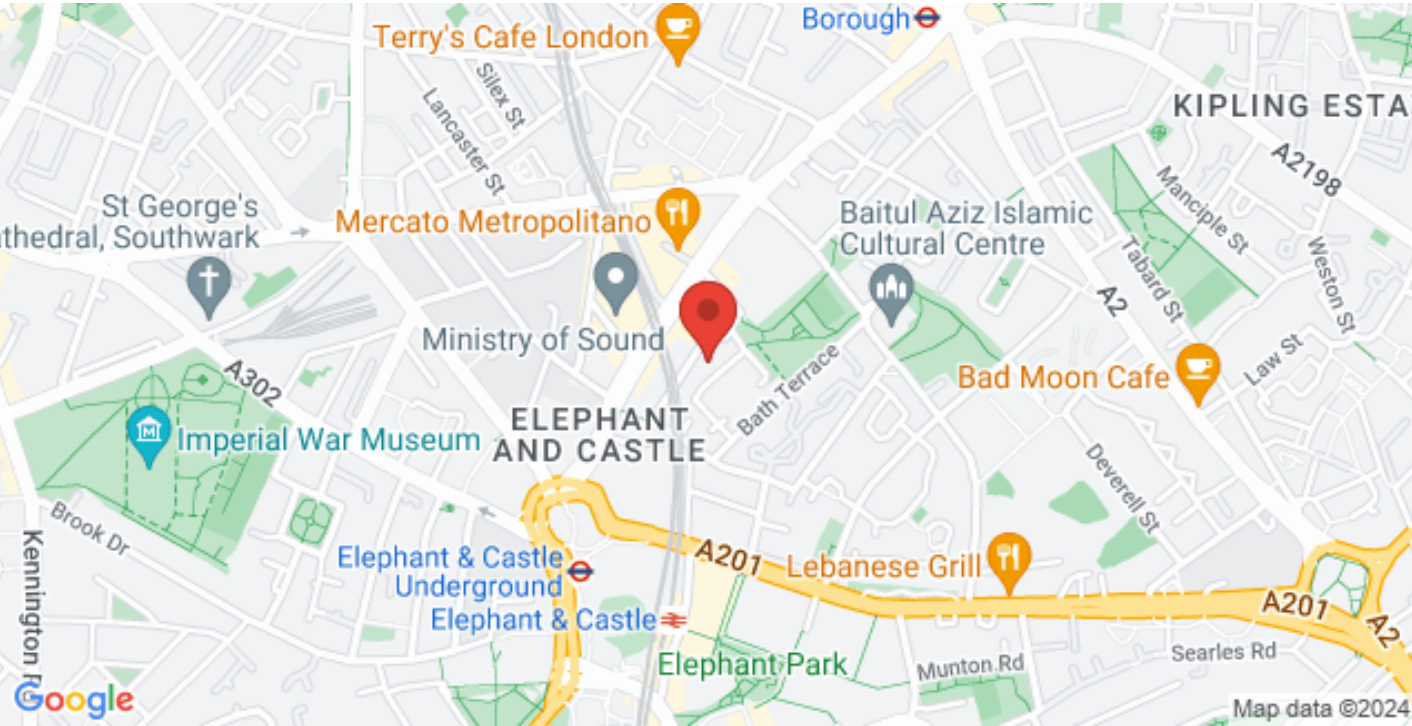 Borough
Terry's Cafe London
Silex St
Lancaster St
KIPLING ESTA
A2198
Manciple St
St George's
athedral, Southwark
Mercato Metropolitano
Baitul Aziz Islamic
Cultural Centre
Tabard St
Weston St
A2
Ministry of Sound
Law St
Bath Terrace
Bad Moon Cafe
A302
ELEPHANT
AND CASTLE
Imperial War Museum
Deverell St
Brook Dr
Kennington R
Elephant & Castle
Underground
A201
Lebanese Grill
Elephant & Castle
A201
A2
Elephant Park
Munton Rd
Searles Rd
Google
Map data ©2024